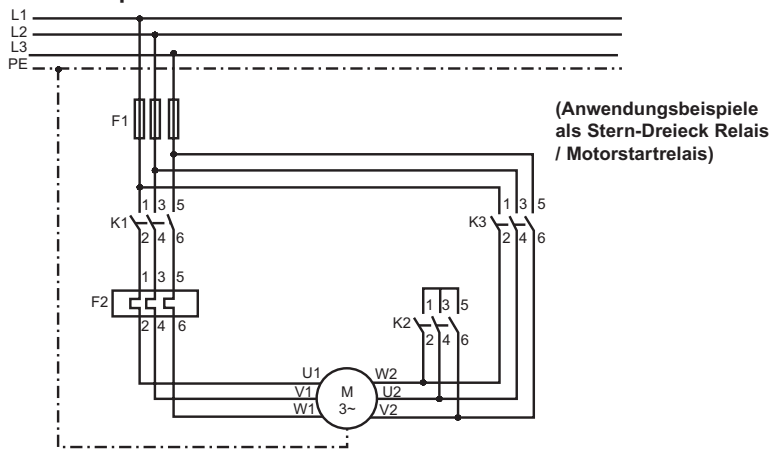 L1
L2
L3
PE
F1
(Anwendungsbeispiele
als Stern-Dreieck Relais
/ Motorstartrelais)
1 3 5
K1
2 4 6
1 3 5
K3
2 4 6
1 3 5
F2
2 4 6
1 3 5
K2
2 4 6
U1
V1
W1
M
3~
W2
U2
V2